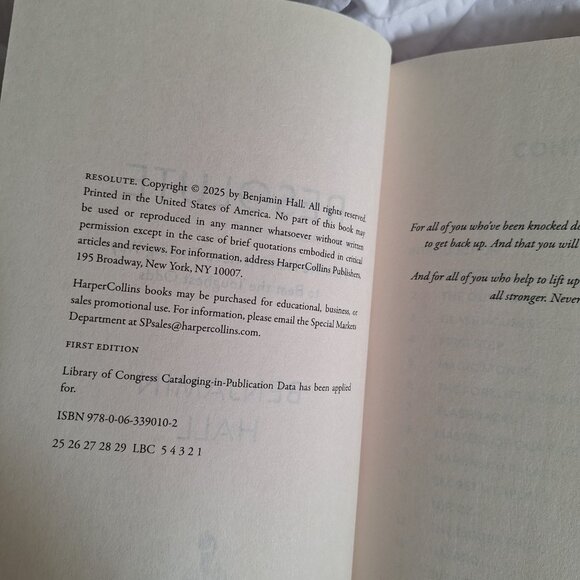 RESOLUTE. Copyright © 2025 by Benjamin Hall. All rights reserved.
Printed in the United States of America. No part of this book may
be used or reproduced in any manner whatsoever without written
permission except in the case of brief quotations embodied in critical
articles and reviews. For information, address HarperCollins Publishers,
195 Broadway, New York, NY 10007.
HarperCollins books may be purchased for educational, business, or
sales promotional use. For information, please email the Special Markets
Department at SPsales@harpercollins.com.
FIRST EDITION
Library of Congress Cataloging-in-Publication Data has been applied
for.
ISBN 978-0-06-339010-2
25 26 27 28 29 LBC 5 4 3 2 1
For all of you who've been knocked
to get back up. And that you will
And for all of you who help to lift up
all stronger. Never